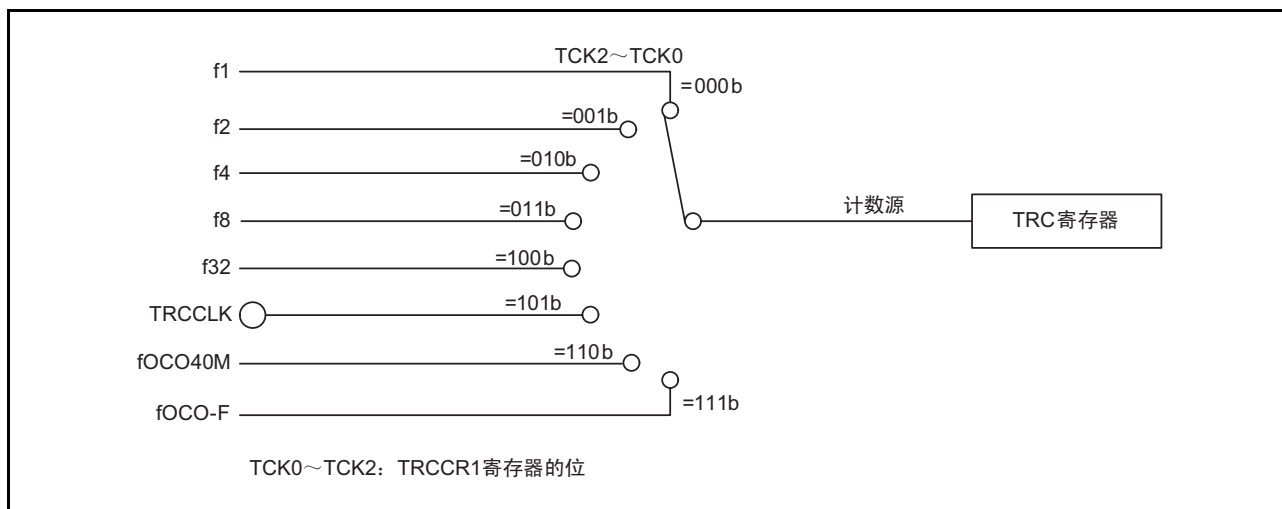 TCK2～TCK0
f1
=000b
f2
=001b
f4
=010b
f8
=011b
计数源
TRC寄存器
f32
=100b
TRCCLK
=101b
fOCO40M
=110b
fOCO-F
=111b
TCK0～TCK2：TRCCR1寄存器的位